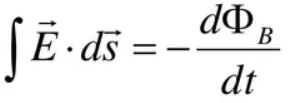 ∫ E⃗ · ds⃗ = − dΦ_B / dt